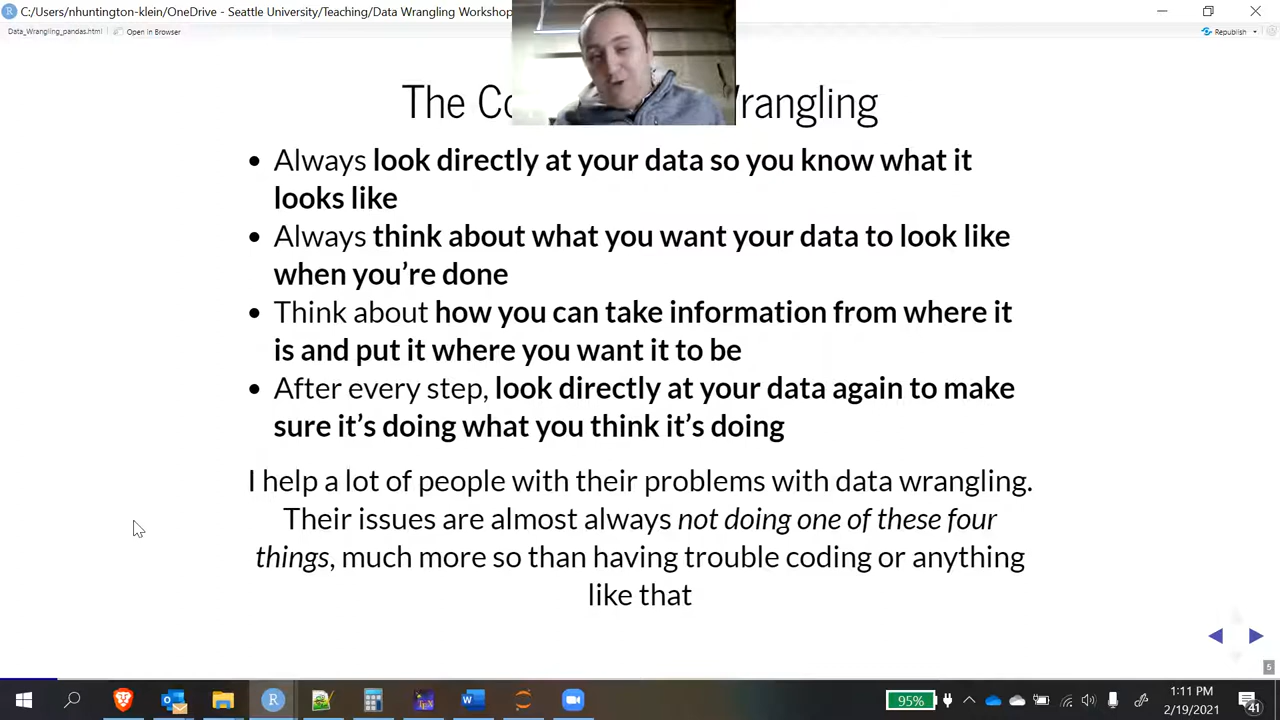 C:/Users/nhuntington-klein/OneDrive - Seattle University/Teaching/Data Wrangling Workshop
Data_Wrangling_pandas.html
Open in Browser
Republish
The Co
Wrangling
• Always look directly at your data so you know what it
looks like
• Always think about what you want your data to look like
when you’re done
• Think about how you can take information from where it
is and put it where you want it to be
• After every step, look directly at your data again to make
sure it’s doing what you think it’s doing
I help a lot of people with their problems with data wrangling.
Their issues are almost always not doing one of these four
things, much more so than having trouble coding or anything
like that
5
95%
1:11 PM
2/19/2021
41